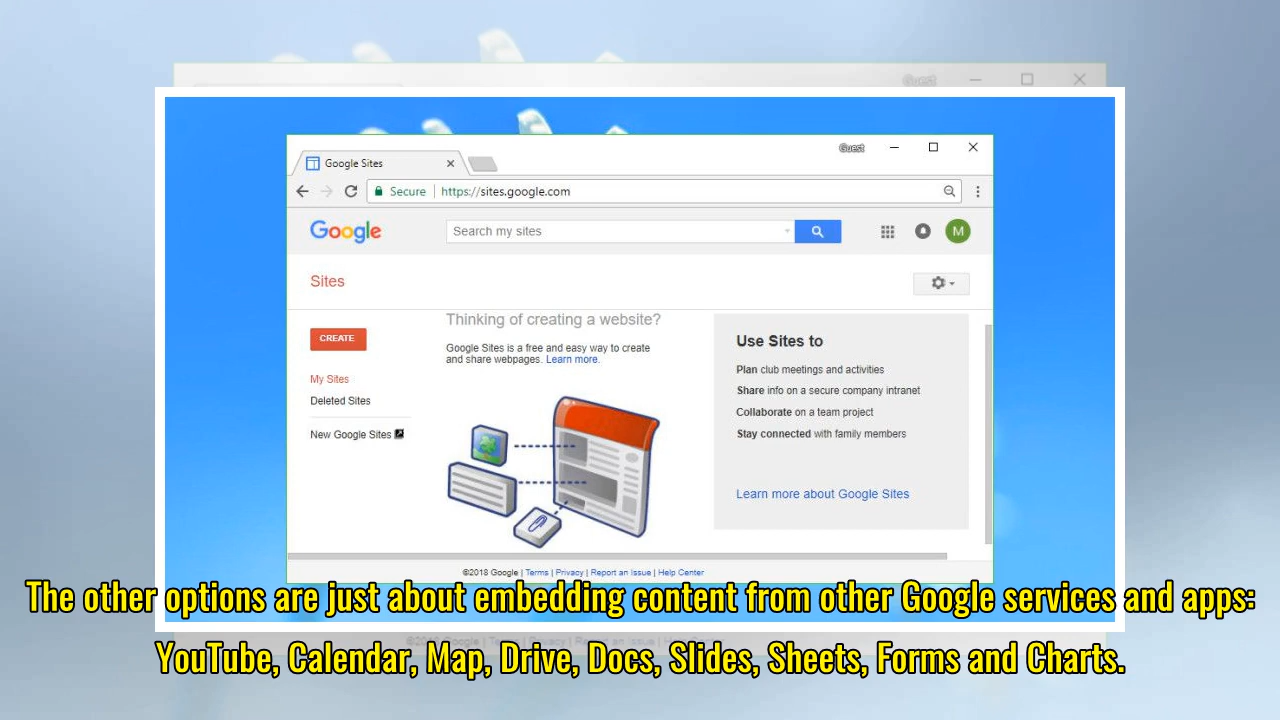 Guest
Guest
Google Sites
Secure https://sites.google.com
Google
Search my sites
M
Sites
CREATE
My Sites
Deleted Sites
New Google Sites
Thinking of creating a website?
Google Sites is a free and easy way to create
and share webpages. Learn more.
Use Sites to
Plan club meetings and activities
Share info on a secure company intranet
Collaborate on a team project
Stay connected with family members
Learn more about Google Sites
©2018 Google | Terms | Privacy | Report an Issue | Help Center
The other options are just about embedding content from other Google services and apps:
YouTube, Calendar, Map, Drive, Docs, Slides, Sheets, Forms and Charts.